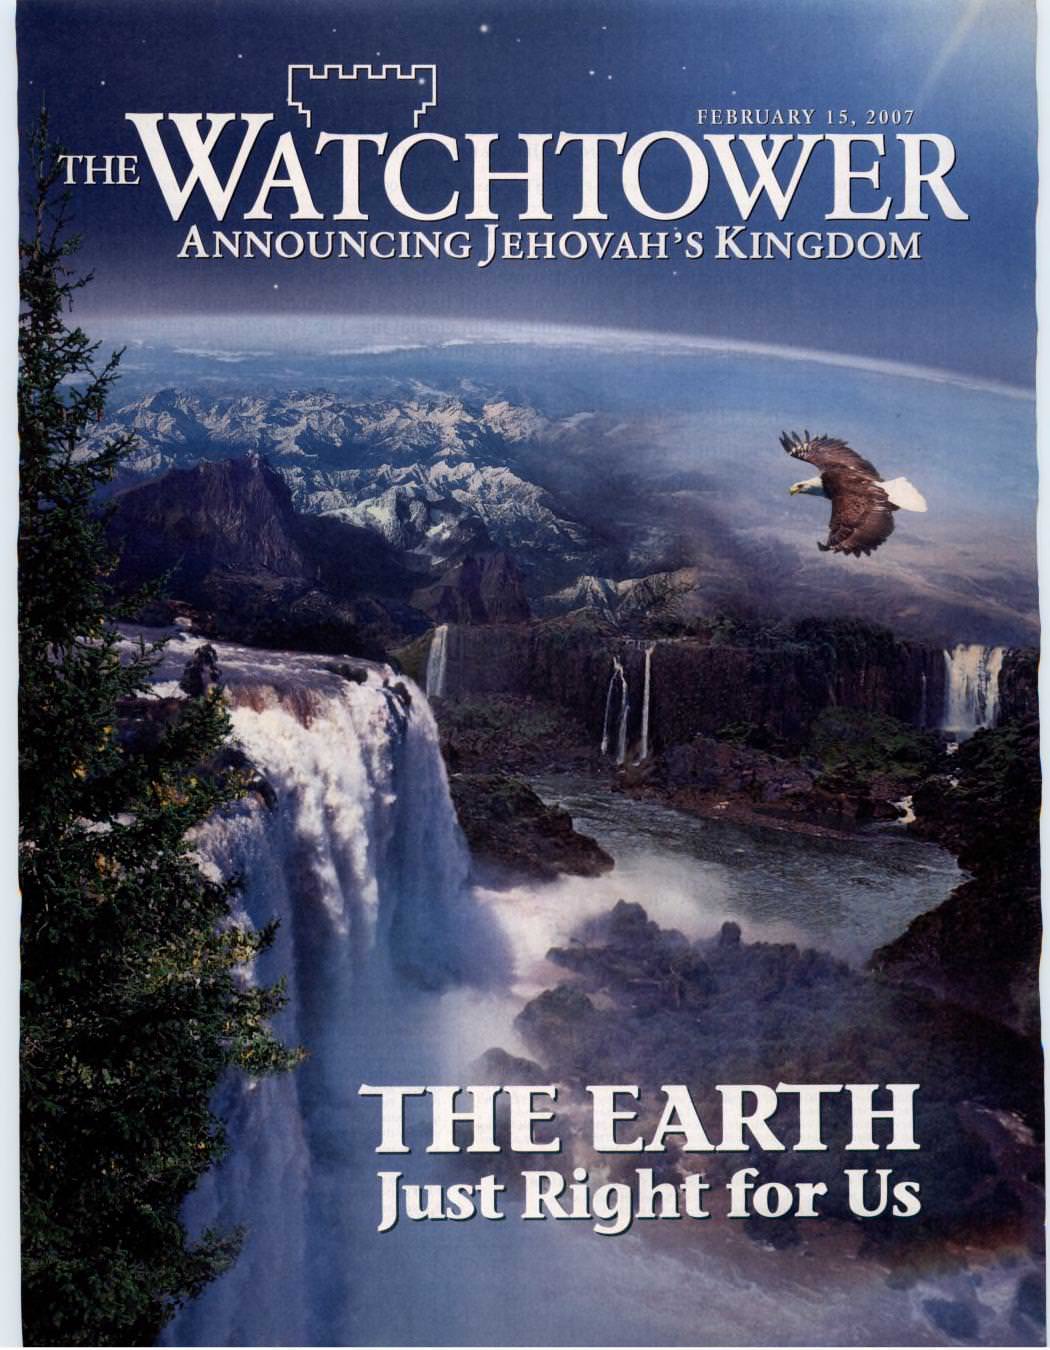 FEBRUARY 15, 2007
THE WATCHTOWER
ANNOUNCING JEHOVAH'S KINGDOM
THE EARTH
Just Right for Us